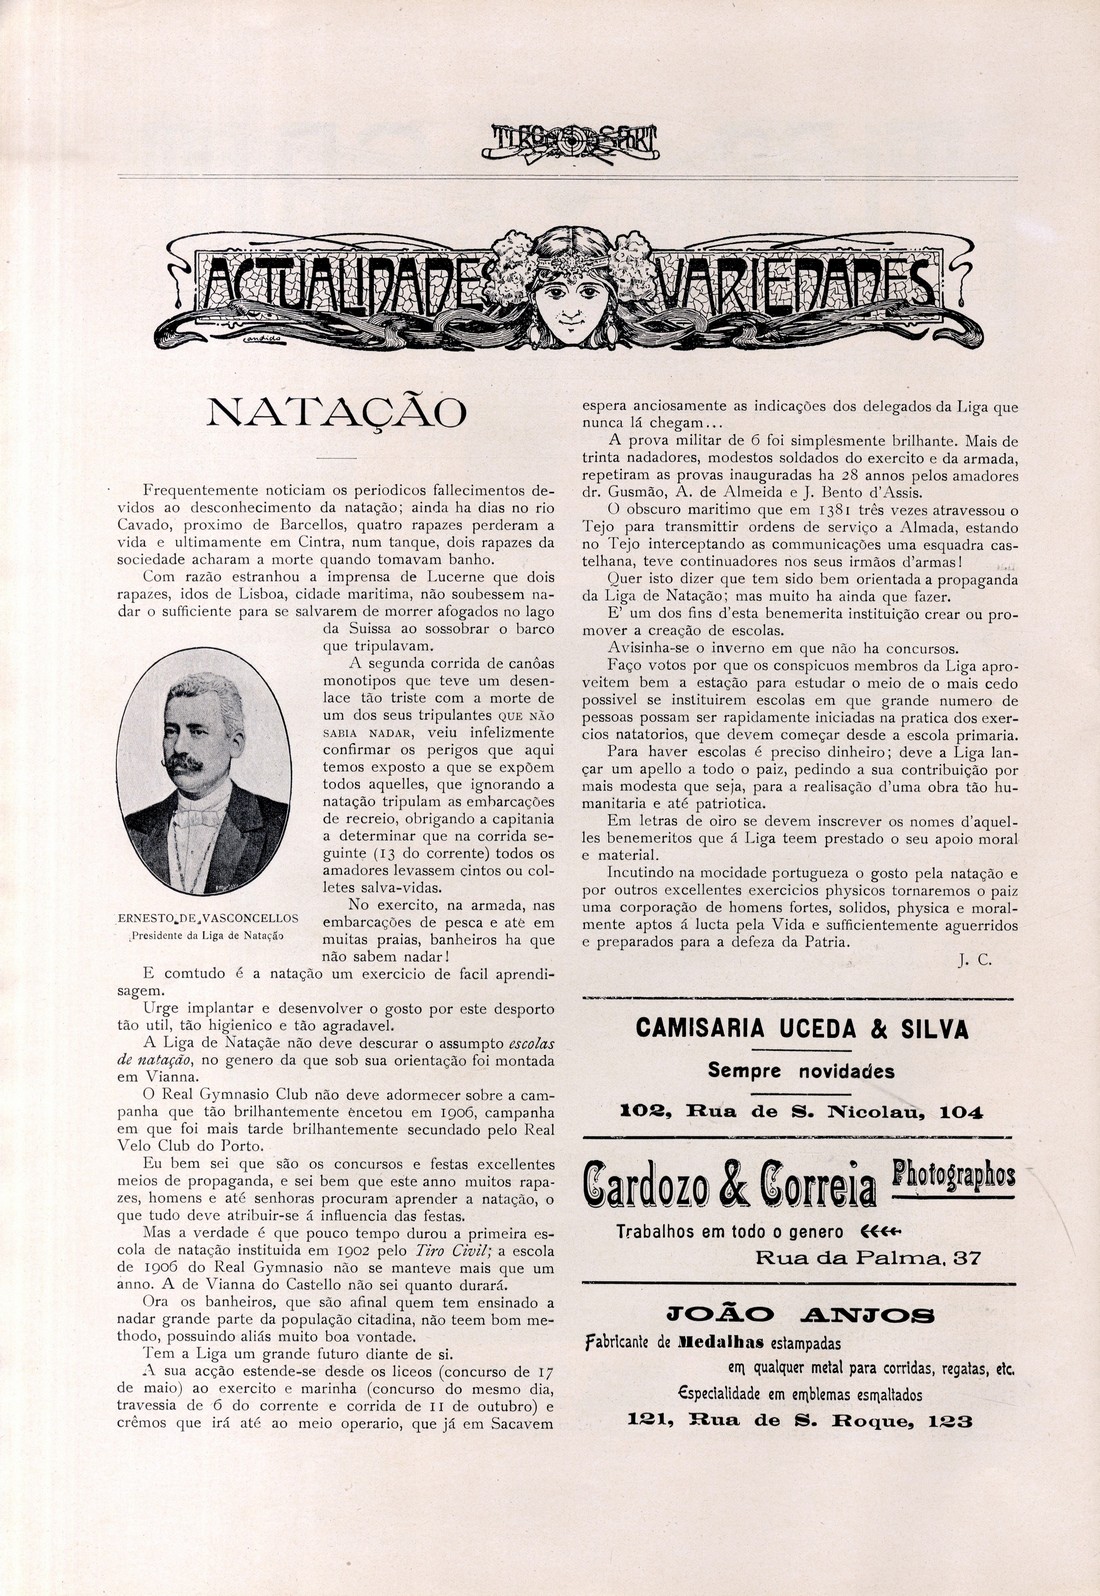 TIRO E SPORT
ACTUALIDADES VARIEDADES
candido
NATAÇÃO
Frequentemente noticiam os periodicos fallecimentos de-
vidos ao desconhecimento da natação; ainda ha dias no rio
Cavado, proximo de Barcellos, quatro rapazes perderam a
vida e ultimamente em Cintra, num tanque, dois rapazes da
sociedade acharam a morte quando tomavam banho.
Com razão estranhou a imprensa de Lucerne que dois
rapazes, idos de Lisboa, cidade maritima, não soubessem na-
dar o sufficiente para se salvarem de morrer afogados no lago
da Suissa ao sossobrar o barco
que tripulavam.
A segunda corrida de canôas
monotipos que teve um desen-
lace tão triste com a morte de
um dos seus tripulantes QUE NÃO
SABIA NADAR, veiu infelizmente
confirmar os perigos que aqui
temos exposto a que se expõem
todos aquelles, que ignorando a
natação tripulam as embarcações
de recreio, obrigando a capitania
a determinar que na corrida se-
guinte (13 do corrente) todos os
amadores levassem cintos ou col-
letes salva-vidas.
No exercito, na armada, nas
embarcações de pesca e até em
muitas praias, banheiros ha que
não sabem nadar!
ERNESTO DE VASCONCELLOS
Presidente da Liga de Natação
E comtudo é a natação um exercicio de facil aprendi-
sagem.
Urge implantar e desenvolver o gosto por este desporto
tão util, tão higienico e tão agradavel.
A Liga de Natação não deve descurar o assumpto escolas
de natação, no genero da que sob sua orientação foi montada
em Vianna.
O Real Gymnasio Club não deve adormecer sobre a cam-
panha que tão brilhantemente encetou em 1906, campanha
em que foi mais tarde brilhantemente secundado pelo Real
Velo Club do Porto.
Eu bem sei que são os concursos e festas excellentes
meios de propaganda, e sei bem que este anno muitos rapa-
zes, homens e até senhoras procuram aprender a natação, o
que tudo deve atribuir-se á influencia das festas.
Mas a verdade é que pouco tempo durou a primeira es-
cola de natação instituida em 1902 pelo Tiro Civil; a escola
de 1906 do Real Gymnasio não se manteve mais que um
anno. A de Vianna do Castello não sei quanto durará.
Ora os banheiros, que são afinal quem tem ensinado a
nadar grande parte da população citadina, não teem bom me-
thodo, possuindo aliás muito boa vontade.
Tem a Liga um grande futuro diante de si.
A sua acção estende-se desde os liceos (concurso de 17
de maio) ao exercito e marinha (concurso do mesmo dia,
travessia de 6 do corrente e corrida de 11 de outubro) e
crêmos que irá até ao meio operario, que já em Sacavem
espera anciosamente as indicações dos delegados da Liga que
nunca lá chegam...
A prova militar de 6 foi simplesmente brilhante. Mais de
trinta nadadores, modestos soldados do exercito e da armada,
repetiram as provas inauguradas ha 28 annos pelos amadores
dr. Gusmão, A. de Almeida e J. Bento d'Assis.
O obscuro maritimo que em 1381 três vezes atravessou o
Tejo para transmittir ordens de serviço a Almada, estando
no Tejo interceptando as communicações uma esquadra cas-
telhana, teve continuadores nos seus irmãos d'armas!
Quer isto dizer que tem sido bem orientada a propaganda
da Liga de Natação; mas muito ha ainda que fazer.
E' um dos fins d'esta benemerita instituição crear ou pro-
mover a creação de escolas.
Avisinha-se o inverno em que não ha concursos.
Faço votos por que os conspicuos membros da Liga apro-
veitem bem a estação para estudar o meio de o mais cedo
possivel se instituirem escolas em que grande numero de
pessoas possam ser rapidamente iniciadas na pratica dos exer-
cios natatorios, que devem começar desde a escola primaria.
Para haver escolas é preciso dinheiro; deve a Liga lan-
çar um apello a todo o paiz, pedindo a sua contribuição por
mais modesta que seja, para a realisação d'uma obra tão hu-
manitaria e até patriotica.
Em letras de oiro se devem inscrever os nomes d'aquel-
les benemeritos que á Liga teem prestado o seu apoio moral
e material.
Incutindo na mocidade portugueza o gosto pela natação e
por outros excellentes exercicios physicos tornaremos o paiz
uma corporação de homens fortes, solidos, physica e moral-
mente aptos á lucta pela Vida e sufficientemente aguerridos
e preparados para a defeza da Patria.
J. C.
CAMISARIA UCEDA & SILVA
Sempre novidades
102, Rua de S. Nicolau, 104
Cardozo & Correia Photographos
Trabalhos em todo o genero
Rua da Palma, 37
JOÃO ANJOS
Fabricante de Medalhas estampadas
em qualquer metal para corridas, regatas, etc.
Especialidade em emblemas esmaltados
121, Rua de S. Roque, 123